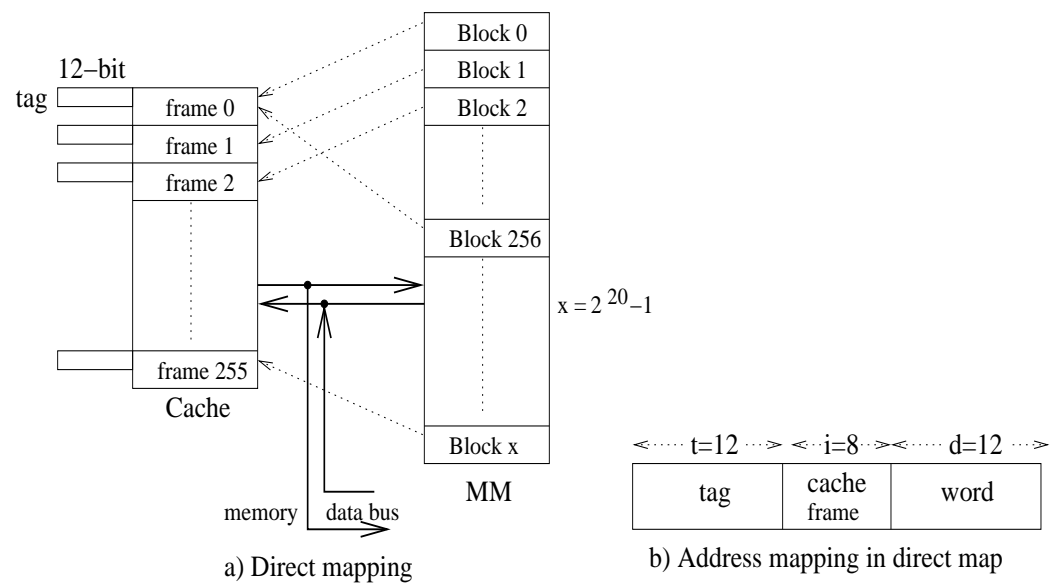 Block 0
12−bit
Block 1
tag
frame 0
Block 2
frame 1
frame 2
Block 256
x = 2^20−1
frame 255
Cache
Block x
MM
memory
data bus
a) Direct mapping
t=12
i=8
d=12
tag
cache
frame
word
b) Address mapping in direct map